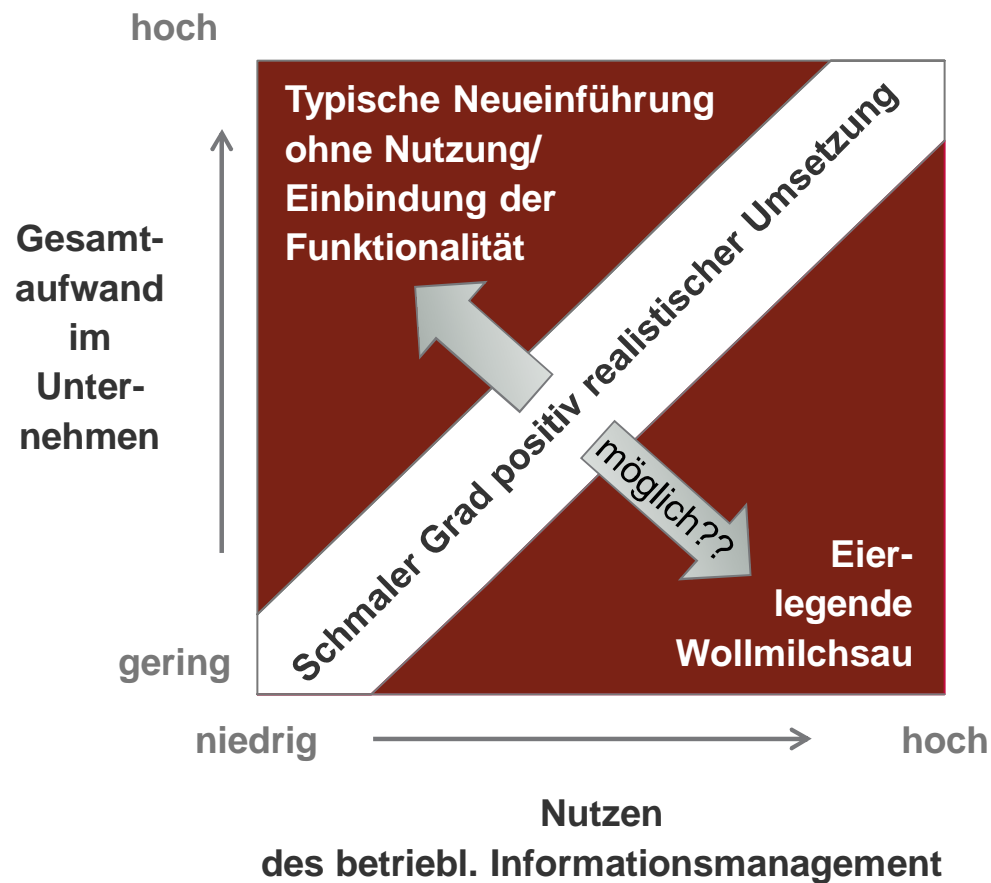 hoch
Typische Neueinführung
ohne Nutzung/
Einbindung der
Funktionalität
Gesamt-
aufwand
im
Unter-
nehmen
Schmaler Grad positiv realistischer Umsetzung
möglich??
Eier-
legende
Wollmilchsau
gering
niedrig
hoch
Nutzen
des betriebl. Informationsmanagement